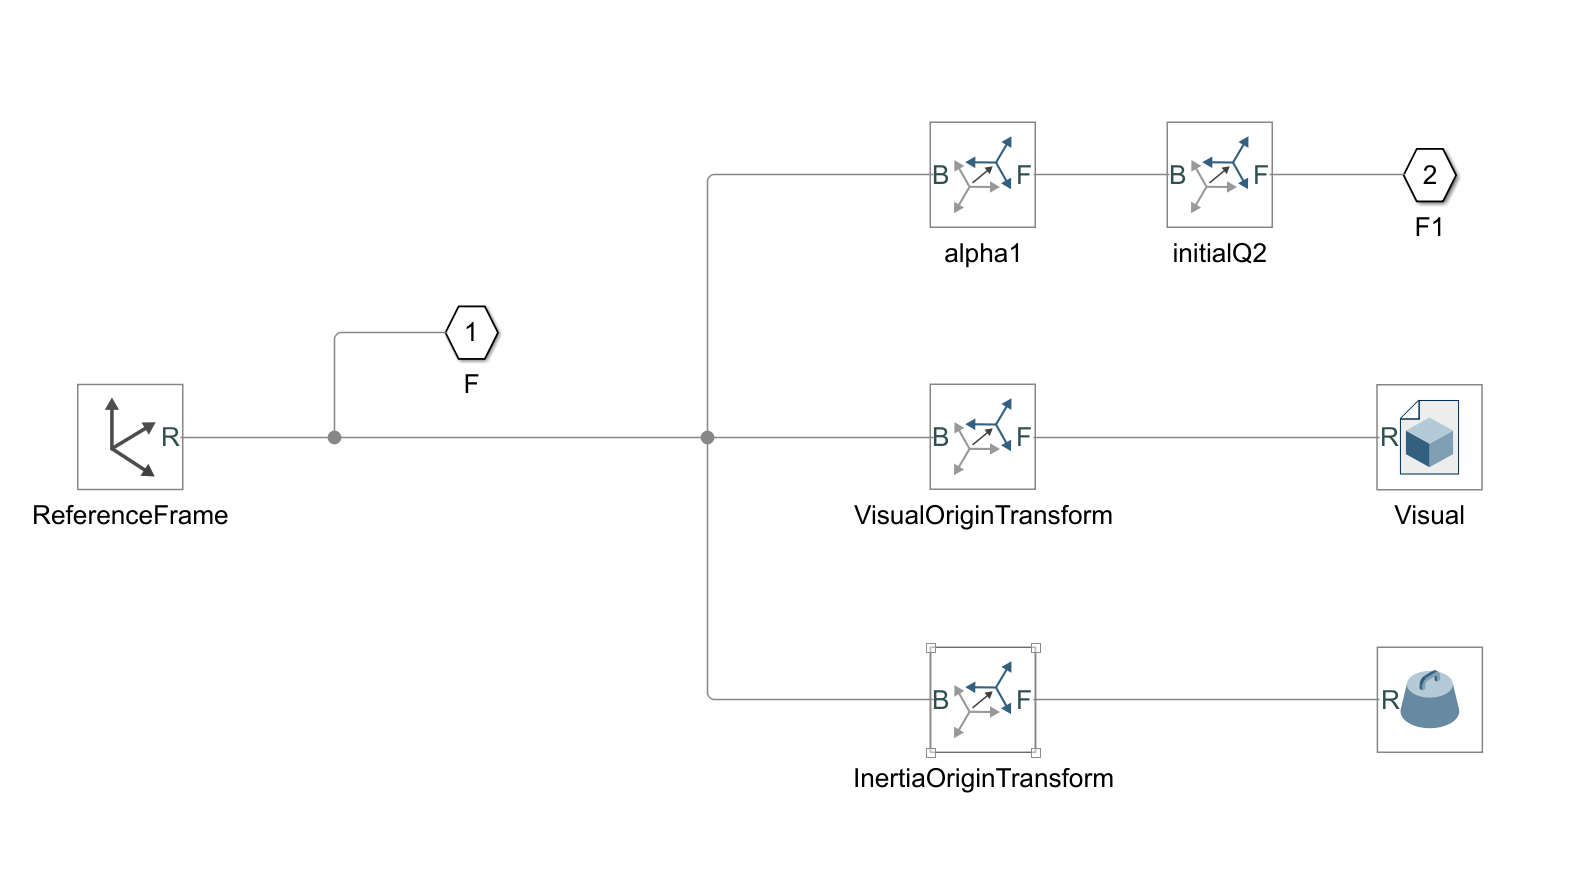 B F
alpha1
B F
initialQ2
2
F1
1
F
R
ReferenceFrame
B F
VisualOriginTransform
R
Visual
B F
InertiaOriginTransform
R